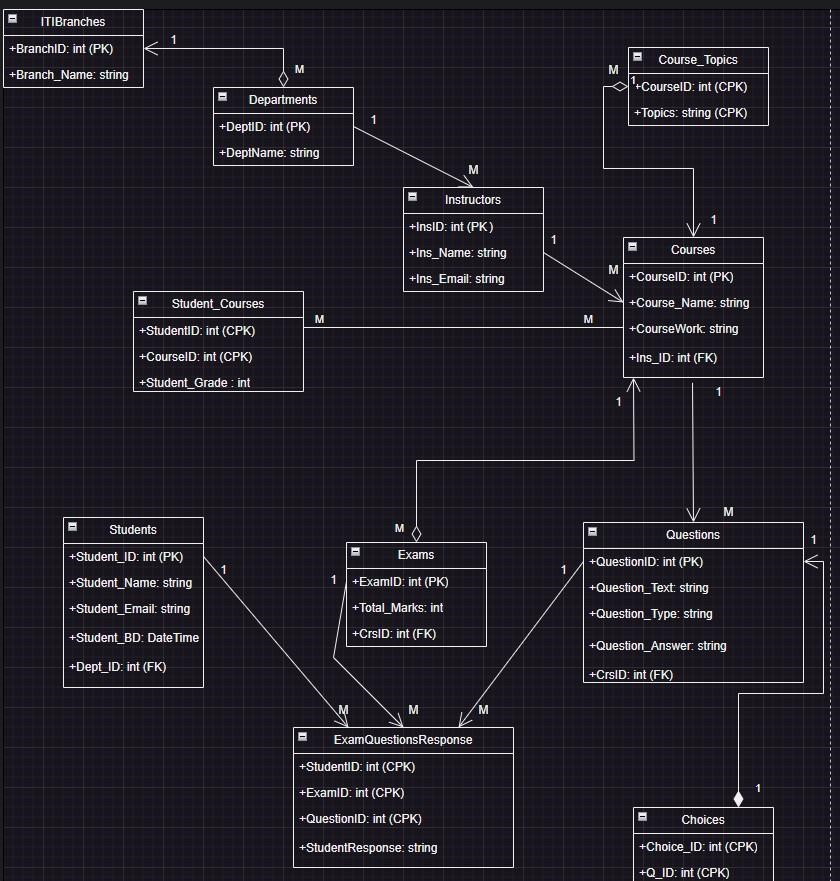 ITIBranches
+BranchID: int (PK)
+Branch_Name: string
1
M
Departments
+DeptID: int (PK)
+DeptName: string
1
M
Course_Topics
+CourseID: int (CPK)
+Topics: string (CPK)
M
1
1
Instructors
+InsID: int (PK)
+Ins_Name: string
+Ins_Email: string
1
M
Courses
+CourseID: int (PK)
+Course_Name: string
+CourseWork: string
+Ins_ID: int (FK)
Student_Courses
+StudentID: int (CPK)
+CourseID: int (CPK)
+Student_Grade : int
M
M
1
1
M
M
Students
+Student_ID: int (PK)
+Student_Name: string
+Student_Email: string
+Student_BD: DateTime
+Dept_ID: int (FK)
1
Exams
+ExamID: int (PK)
+Total_Marks: int
+CrsID: int (FK)
1
1
Questions
+QuestionID: int (PK)
+Question_Text: string
+Question_Type: string
+Question_Answer: string
+CrsID: int (FK)
1
M
M
M
ExamQuestionsResponse
+StudentID: int (CPK)
+ExamID: int (CPK)
+QuestionID: int (CPK)
+StudentResponse: string
1
Choices
+Choice_ID: int (CPK)
+Q_ID: int (CPK)